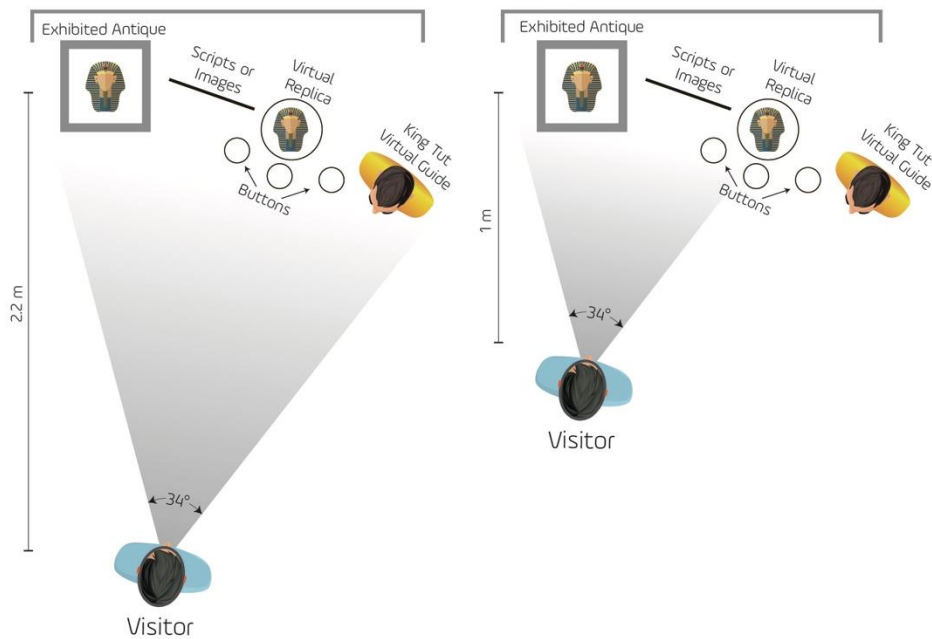 Exhibited Antique
Scripts or
Images
Virtual
Replica
King Tut
Virtual Guide
Buttons
2.2 m
34°
Visitor
Exhibited Antique
Scripts or
Images
Virtual
Replica
King Tut
Virtual Guide
Buttons
1 m
34°
Visitor